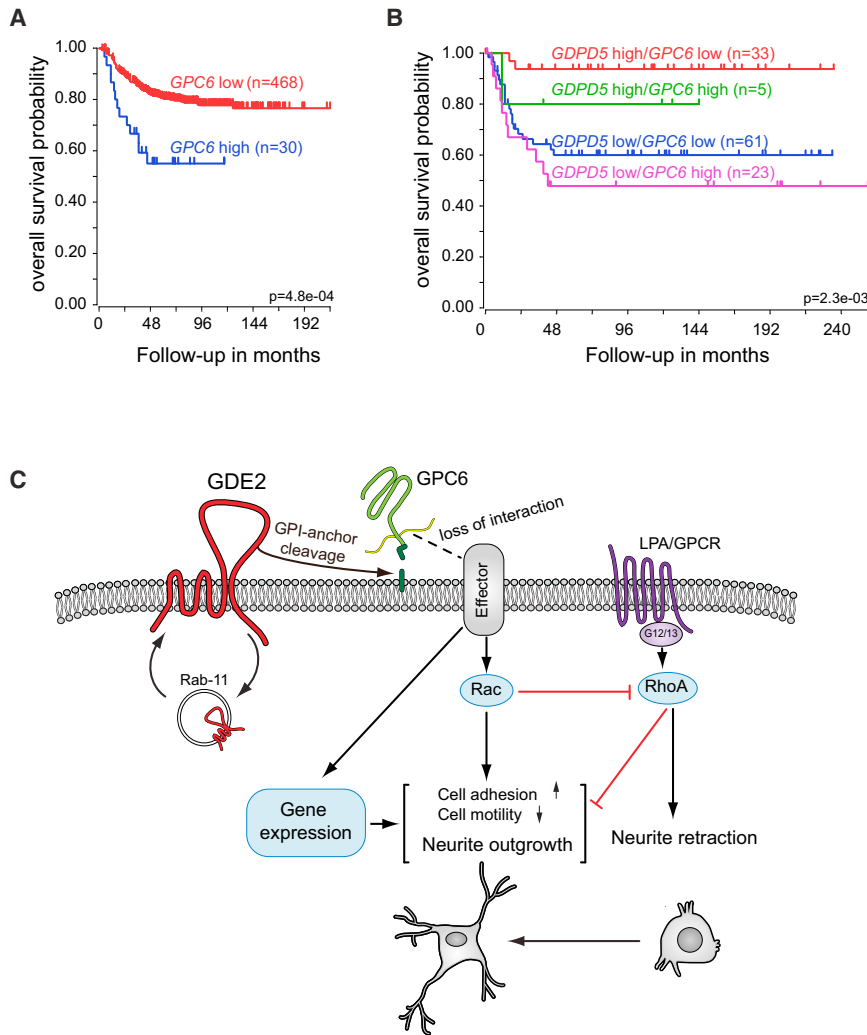 A
overall survival probability
1.00
0.80
0.60
0.40
0.20
0.00
GPC6 low (n=468)
GPC6 high (n=30)
p=4.8e-04
0 48 96 144 192
Follow-up in months
B
overall survival probability
1.00
0.80
0.60
0.40
0.20
0.00
GDPD5 high/GPC6 low (n=33)
GDPD5 high/GPC6 high (n=5)
GDPD5 low/GPC6 low (n=61)
GDPD5 low/GPC6 high (n=23)
p=2.3e-03
0 48 96 144 192 240
Follow-up in months
C
GDE2
GPC6
GPI-anchor
cleavage
loss of interaction
LPA/GPCR
Effector
G12/13
Rab-11
Rac
RhoA
Gene
expression
Cell adhesion
Cell motility
Neurite outgrowth
Neurite retraction